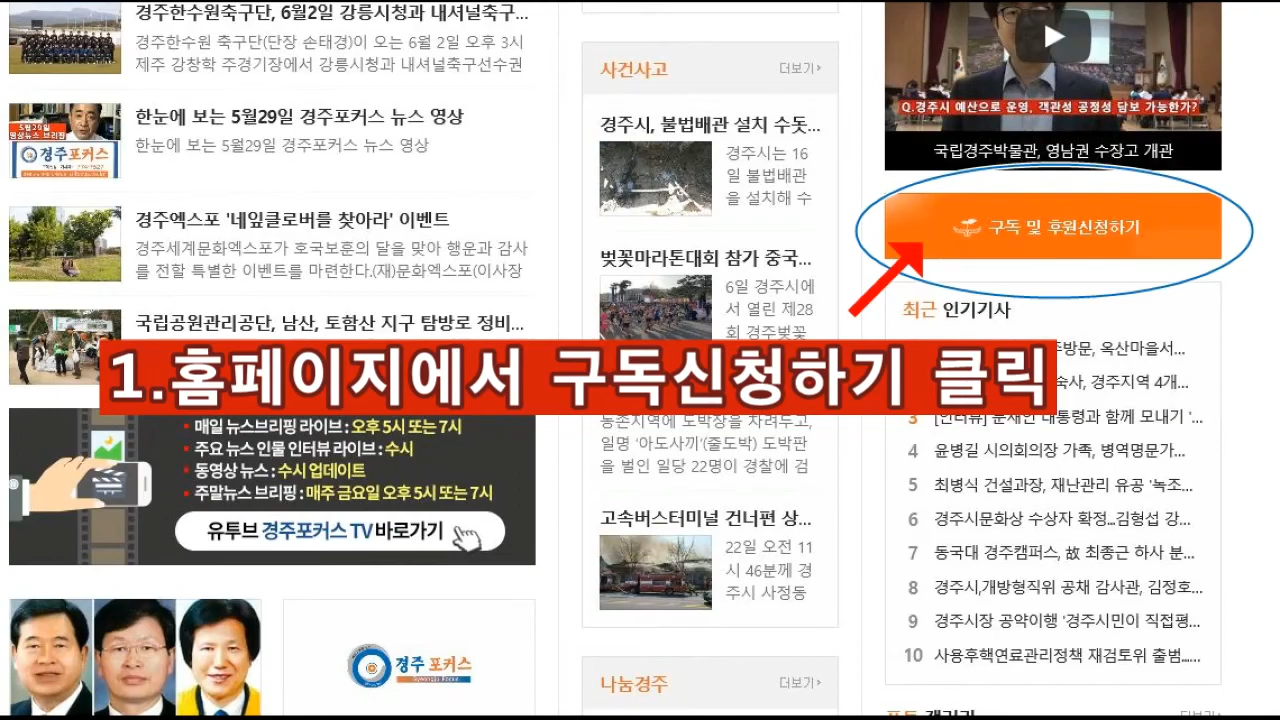 경주한수원축구단, 6월2일 강릉시청과 내셔널축구...
경주한수원 축구단(단장 손태경)이 오는 6월 2일 오후 3시
제주 강창학 주경기장에서 강릉시청과 내셔널축구선수권
한눈에 보는 5월29일 경주포커스 뉴스 영상
한눈에 보는 5월29일 경주포커스 뉴스 영상
5월29일
영상뉴스 브리핑
경주포커스
경주엑스포 '네잎클로버를 찾아라' 이벤트
경주세계문화엑스포가 호국보훈의 달을 맞아 행운과 감사
를 전할 특별한 이벤트를 마련한다.(재)문화엑스포(이사장
국립공원관리공단, 남산, 토함산 지구 탐방로 정비...
1.홈페이지에서 구독신청하기 클릭
매일 뉴스브리핑 라이브 : 오후 5시 또는 7시
주요 뉴스 인물 인터뷰 라이브 : 수시
동영상 뉴스 : 수시 업데이트
주말뉴스 브리핑 : 매주 금요일 오후 5시 또는 7시
유투브 경주포커스 TV 바로가기
경주 포커스
Gyeongju Focus
사건사고
더보기
경주시, 불법배관 설치 수돗...
경주시는 16
일 불법배관
을 설치해 수
벚꽃마라톤대회 참가 중국...
6일 경주시에
서 열린 제28
회 경주벚꽃
농촌지역에 도박장을 차려두고,
일명 ‘아도사끼’(줄도박) 도박판
을 벌인 일당 22명이 경찰에 검
고속버스터미널 건너편 상...
22일 오전 11
시 46분께 경
주시 사정동
나눔경주
더보기
Q.경주시 예산으로 운영, 객관성 공정성 담보 가능한가?
국립경주박물관, 영남권 수장고 개관
구독 및 후원신청하기
최근 인기기사
방문, 옥산마을서...
숙사, 경주지역 4개...
3 [인터뷰] 문재인 대통령과 함께 모내기 '...
4 윤병길 시의회의장 가족, 병역명문가...
5 최병식 건설과장, 재난관리 유공 '녹조...
6 경주시문화상 수상자 확정...김형섭 강...
7 동국대 경주캠퍼스, 故 최종근 하사 분...
8 경주시,개방형직위 공채 감사관, 김정호...
9 경주시장 공약이행 '경주시민이 직접평...
10 사용후핵연료관리정책 재검토위 출범......